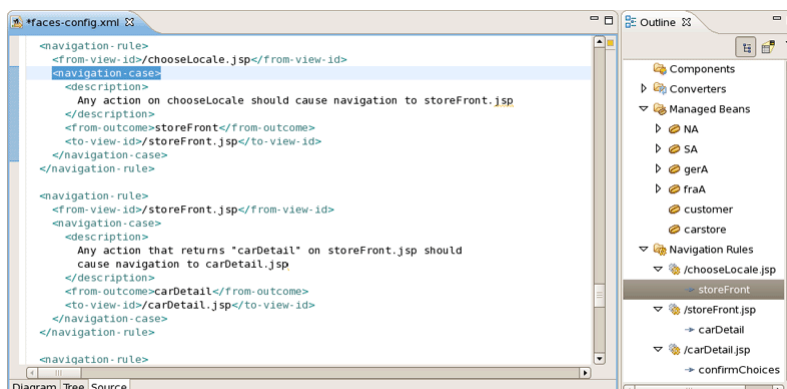 *faces-config.xml
<navigation-rule>
<from-view-id>/chooseLocale.jsp</from-view-id>
<navigation-case>
<description>
Any action on chooseLocale should cause navigation to storeFront.jsp
</description>
<from-outcome>storeFront</from-outcome>
<to-view-id>/storeFront.jsp</to-view-id>
</navigation-case>
</navigation-rule>
<navigation-rule>
<from-view-id>/storeFront.jsp</from-view-id>
<navigation-case>
<description>
Any action that returns "carDetail" on storeFront.jsp should
cause navigation to carDetail.jsp
</description>
<from-outcome>carDetail</from-outcome>
<to-view-id>/carDetail.jsp</to-view-id>
</navigation-case>
</navigation-rule>
<navigation-rule>
Diagram Tree Source
Outline
Components
Converters
Managed Beans
NA
SA
gerA
fraA
customer
carstore
Navigation Rules
/chooseLocale.jsp
storeFront
/storeFront.jsp
carDetail
/carDetail.jsp
confirmChoices